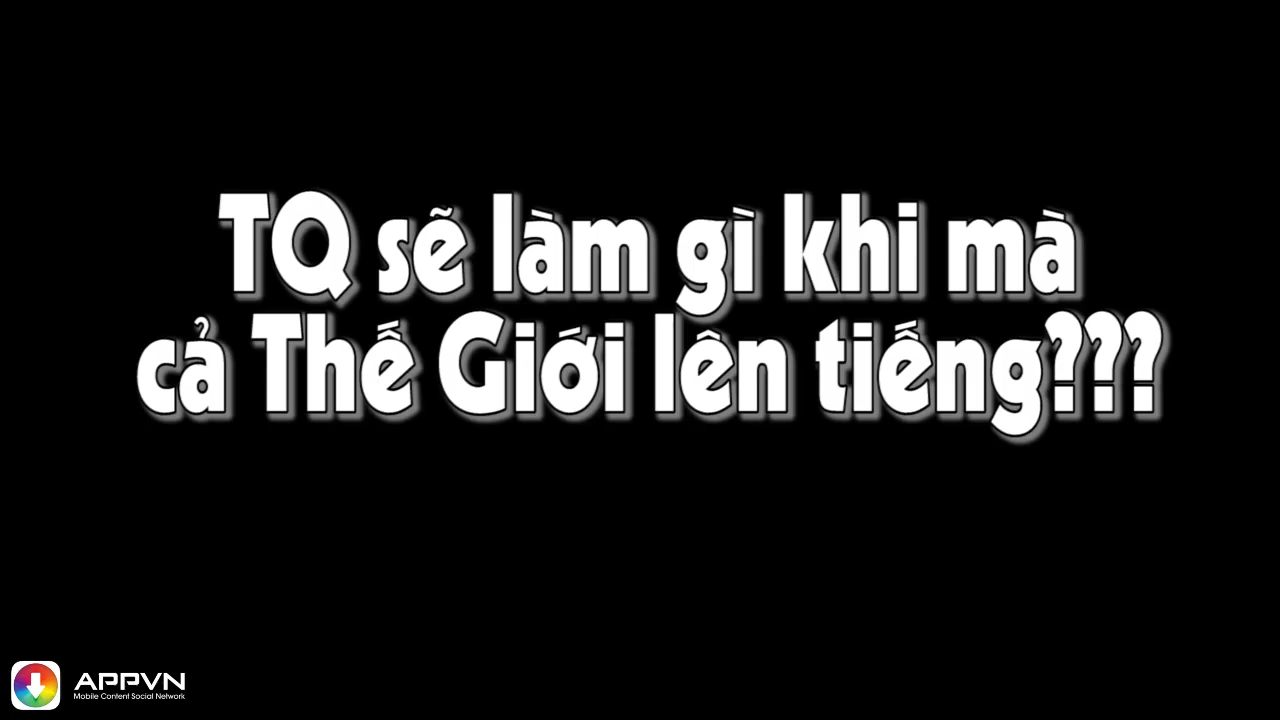 TQ sẽ làm gì khi mà
cả Thế Giới lên tiếng???
APPVN
Mobile Content Social Network